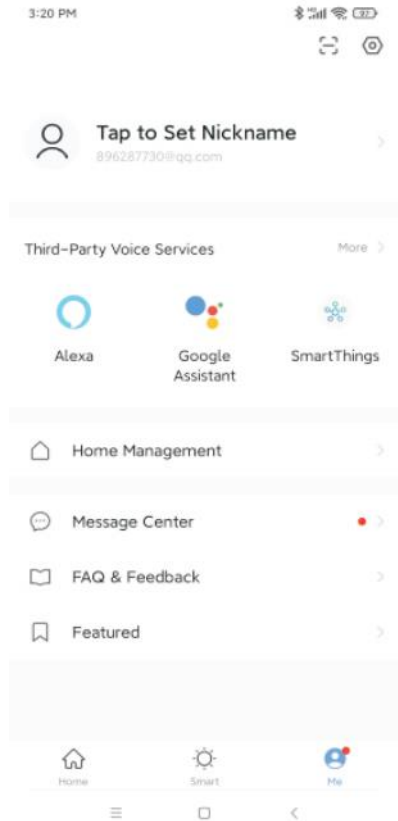 3:20 PM
92
Tap to Set Nickname
896287730@qq.com
Third-Party Voice Services
More
Alexa
Google Assistant
SmartThings
Home Management
Message Center
FAQ & Feedback
Featured
Home
Smart
Me